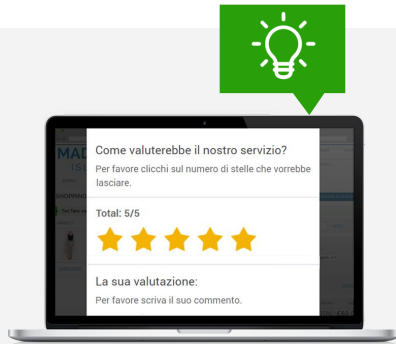 Come valuterebbe il nostro servizio?
Per favore clicchi sul numero di stelle che vorrebbe
lasciare.
Total: 5/5
La sua valutazione:
Per favore scriva il suo commento.